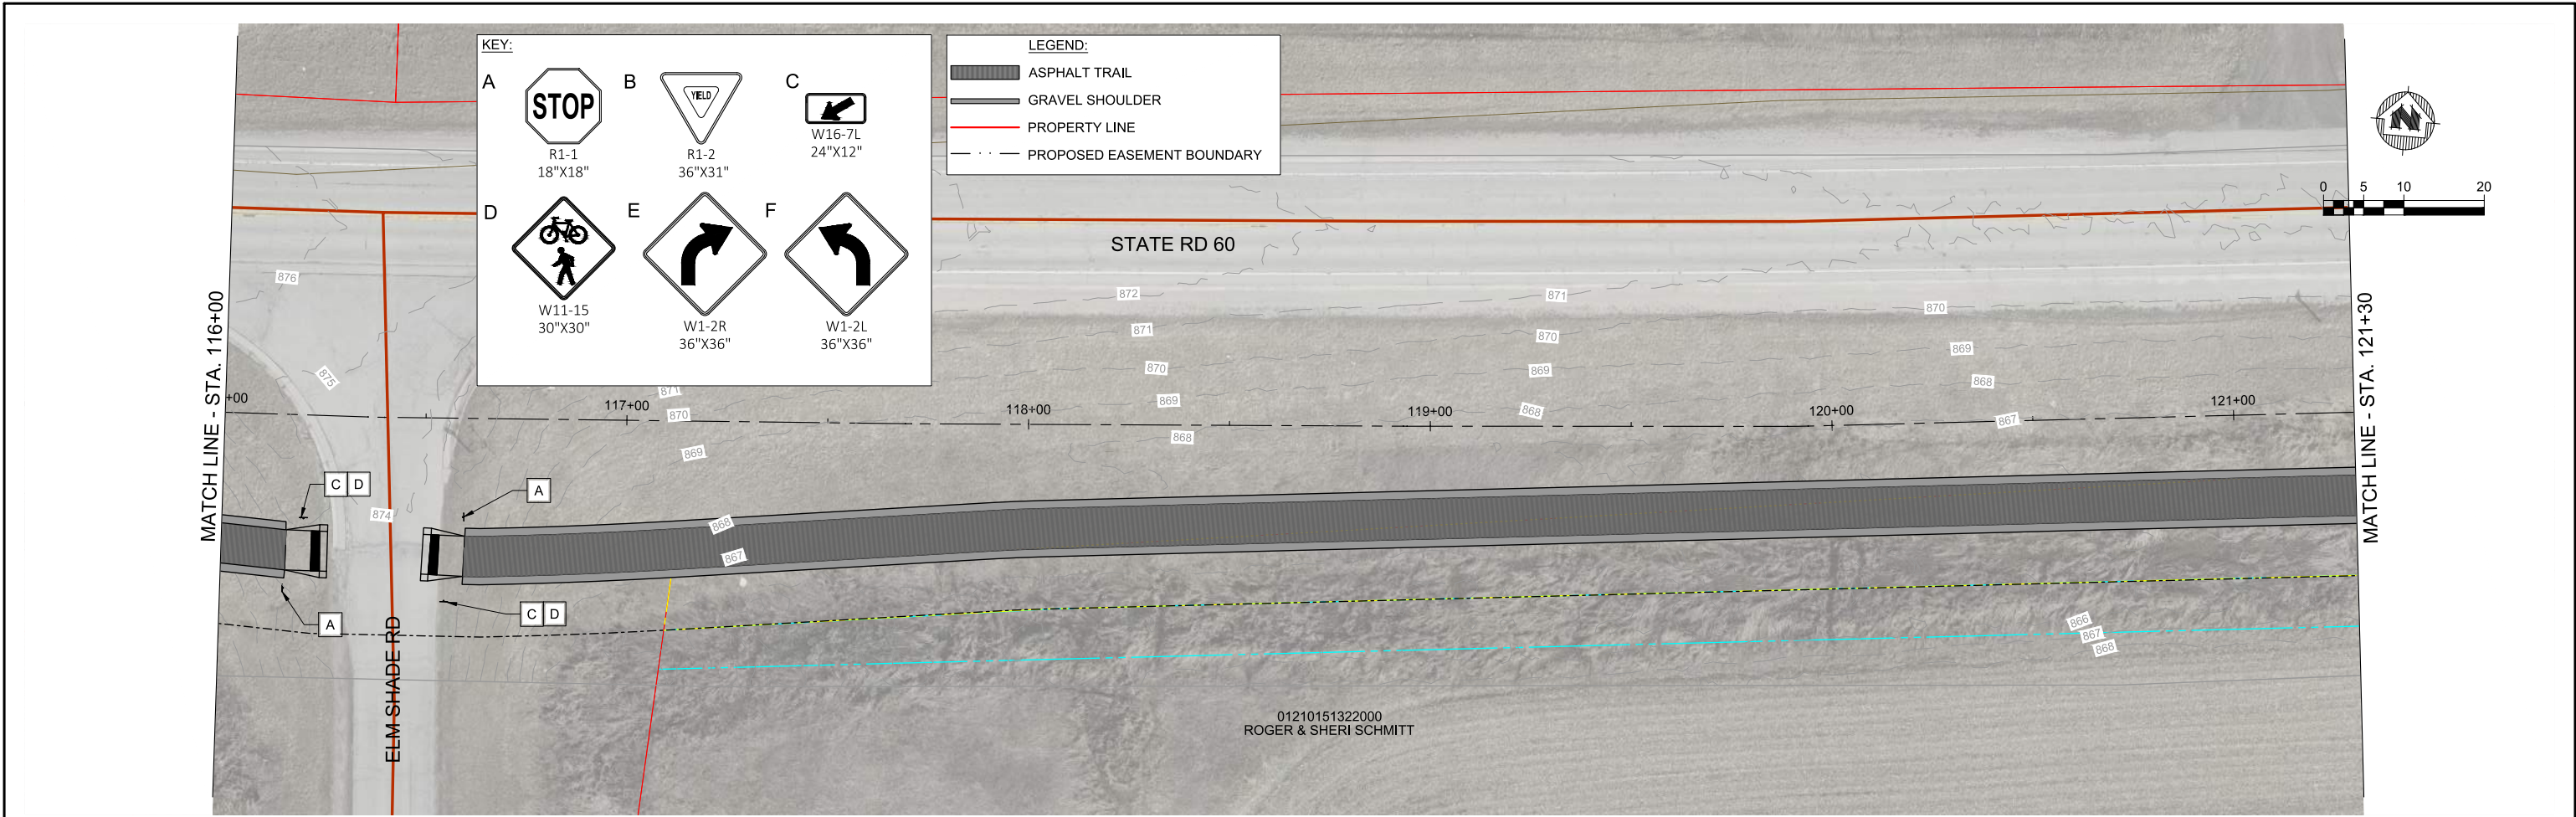 KEY:
A
STOP
R1-1
18"X18"
B
YIELD
R1-2
36"X31"
C
W16-7L
24"X12"
D
W11-15
30"X30"
E
W1-2R
36"X36"
F
W1-2L
36"X36"
LEGEND:
ASPHALT TRAIL
GRAVEL SHOULDER
PROPERTY LINE
PROPOSED EASEMENT BOUNDARY
N
0 5 10 20
STATE RD 60
MATCH LINE - STA. 116+00
MATCH LINE - STA. 121+30
876
875
874
872
871
871
870
870
869
870
869
868
871
870
869
869
868
868
867
+00
117+00
118+00
119+00
120+00
121+00
C D
A
A
C D
868
867
ELM SHADE RD
866
867
868
01210151322000
ROGER & SHERI SCHMITT